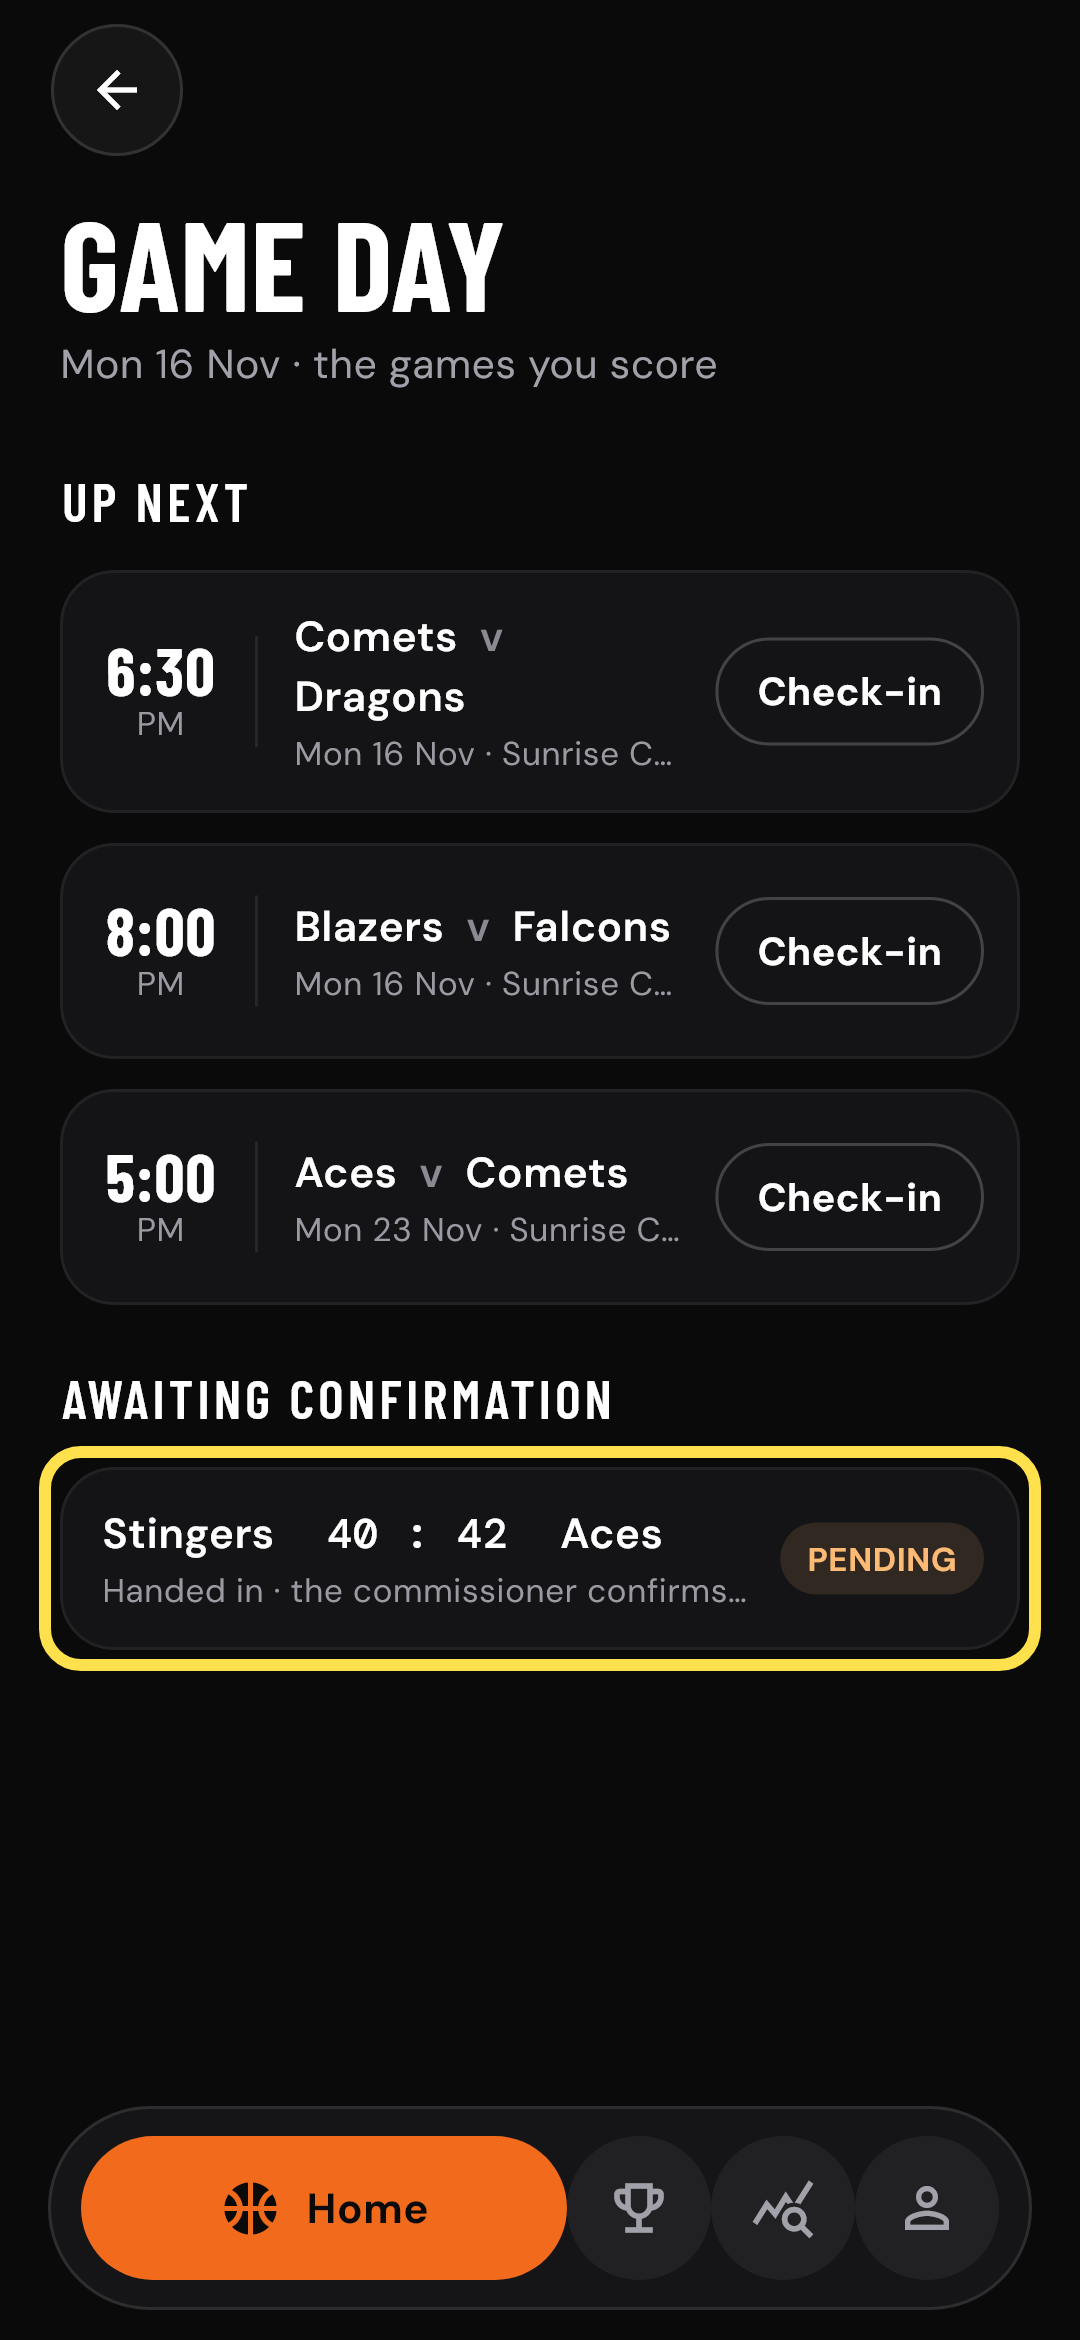 GAME DAY
Mon 16 Nov · the games you score
UP NEXT
6:30
PM
Comets v
Dragons
Mon 16 Nov · Sunrise C...
Check-in
8:00
PM
Blazers v Falcons
Mon 16 Nov · Sunrise C...
Check-in
5:00
PM
Aces v Comets
Mon 23 Nov · Sunrise C...
Check-in
AWAITING CONFIRMATION
Stingers 40 : 42 Aces
Handed in · the commissioner confirms...
PENDING
Home